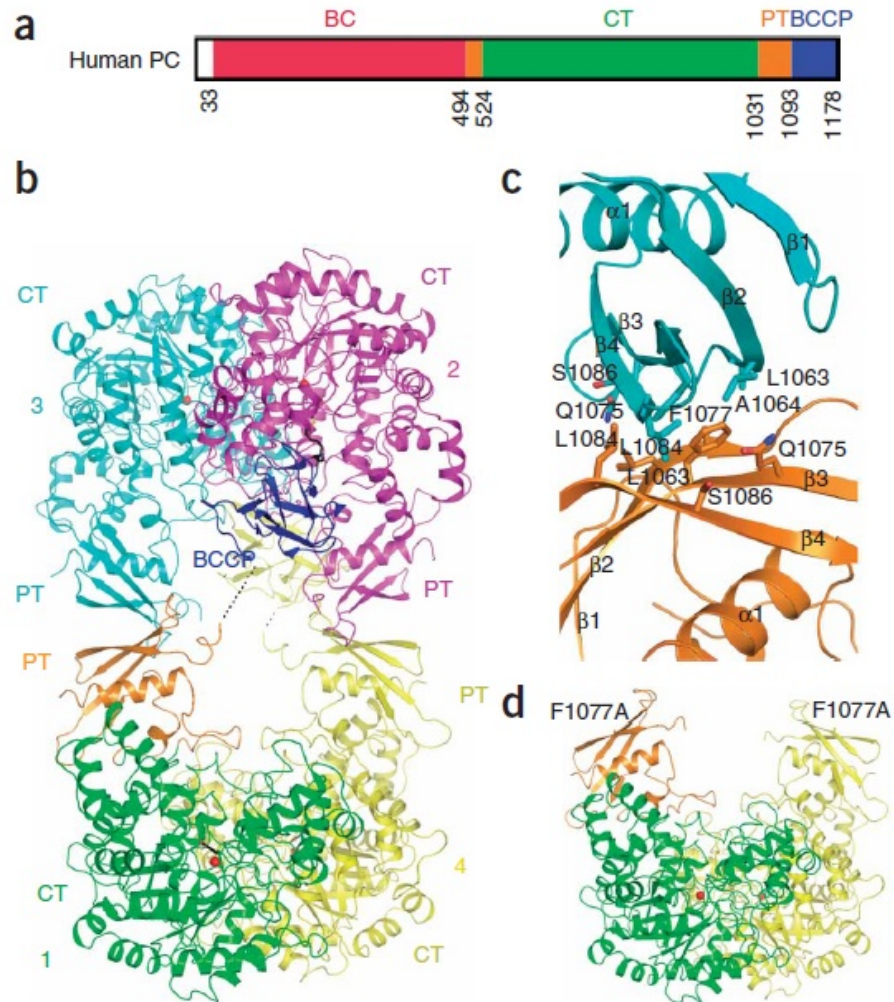 a
BC CT PT BCCP
Human PC
33 494 524 1031 1093 1178
b
CT CT
3 2
BCCP
PT PT
PT PT
CT 4
1 CT
c
α1 β1
β2
β3
β4
S1086 L1063
Q1075 F1077 A1064
L1084 L1084 Q1075
L1063 β3
S1086
β4
β2
β1 α1
d
F1077A F1077A